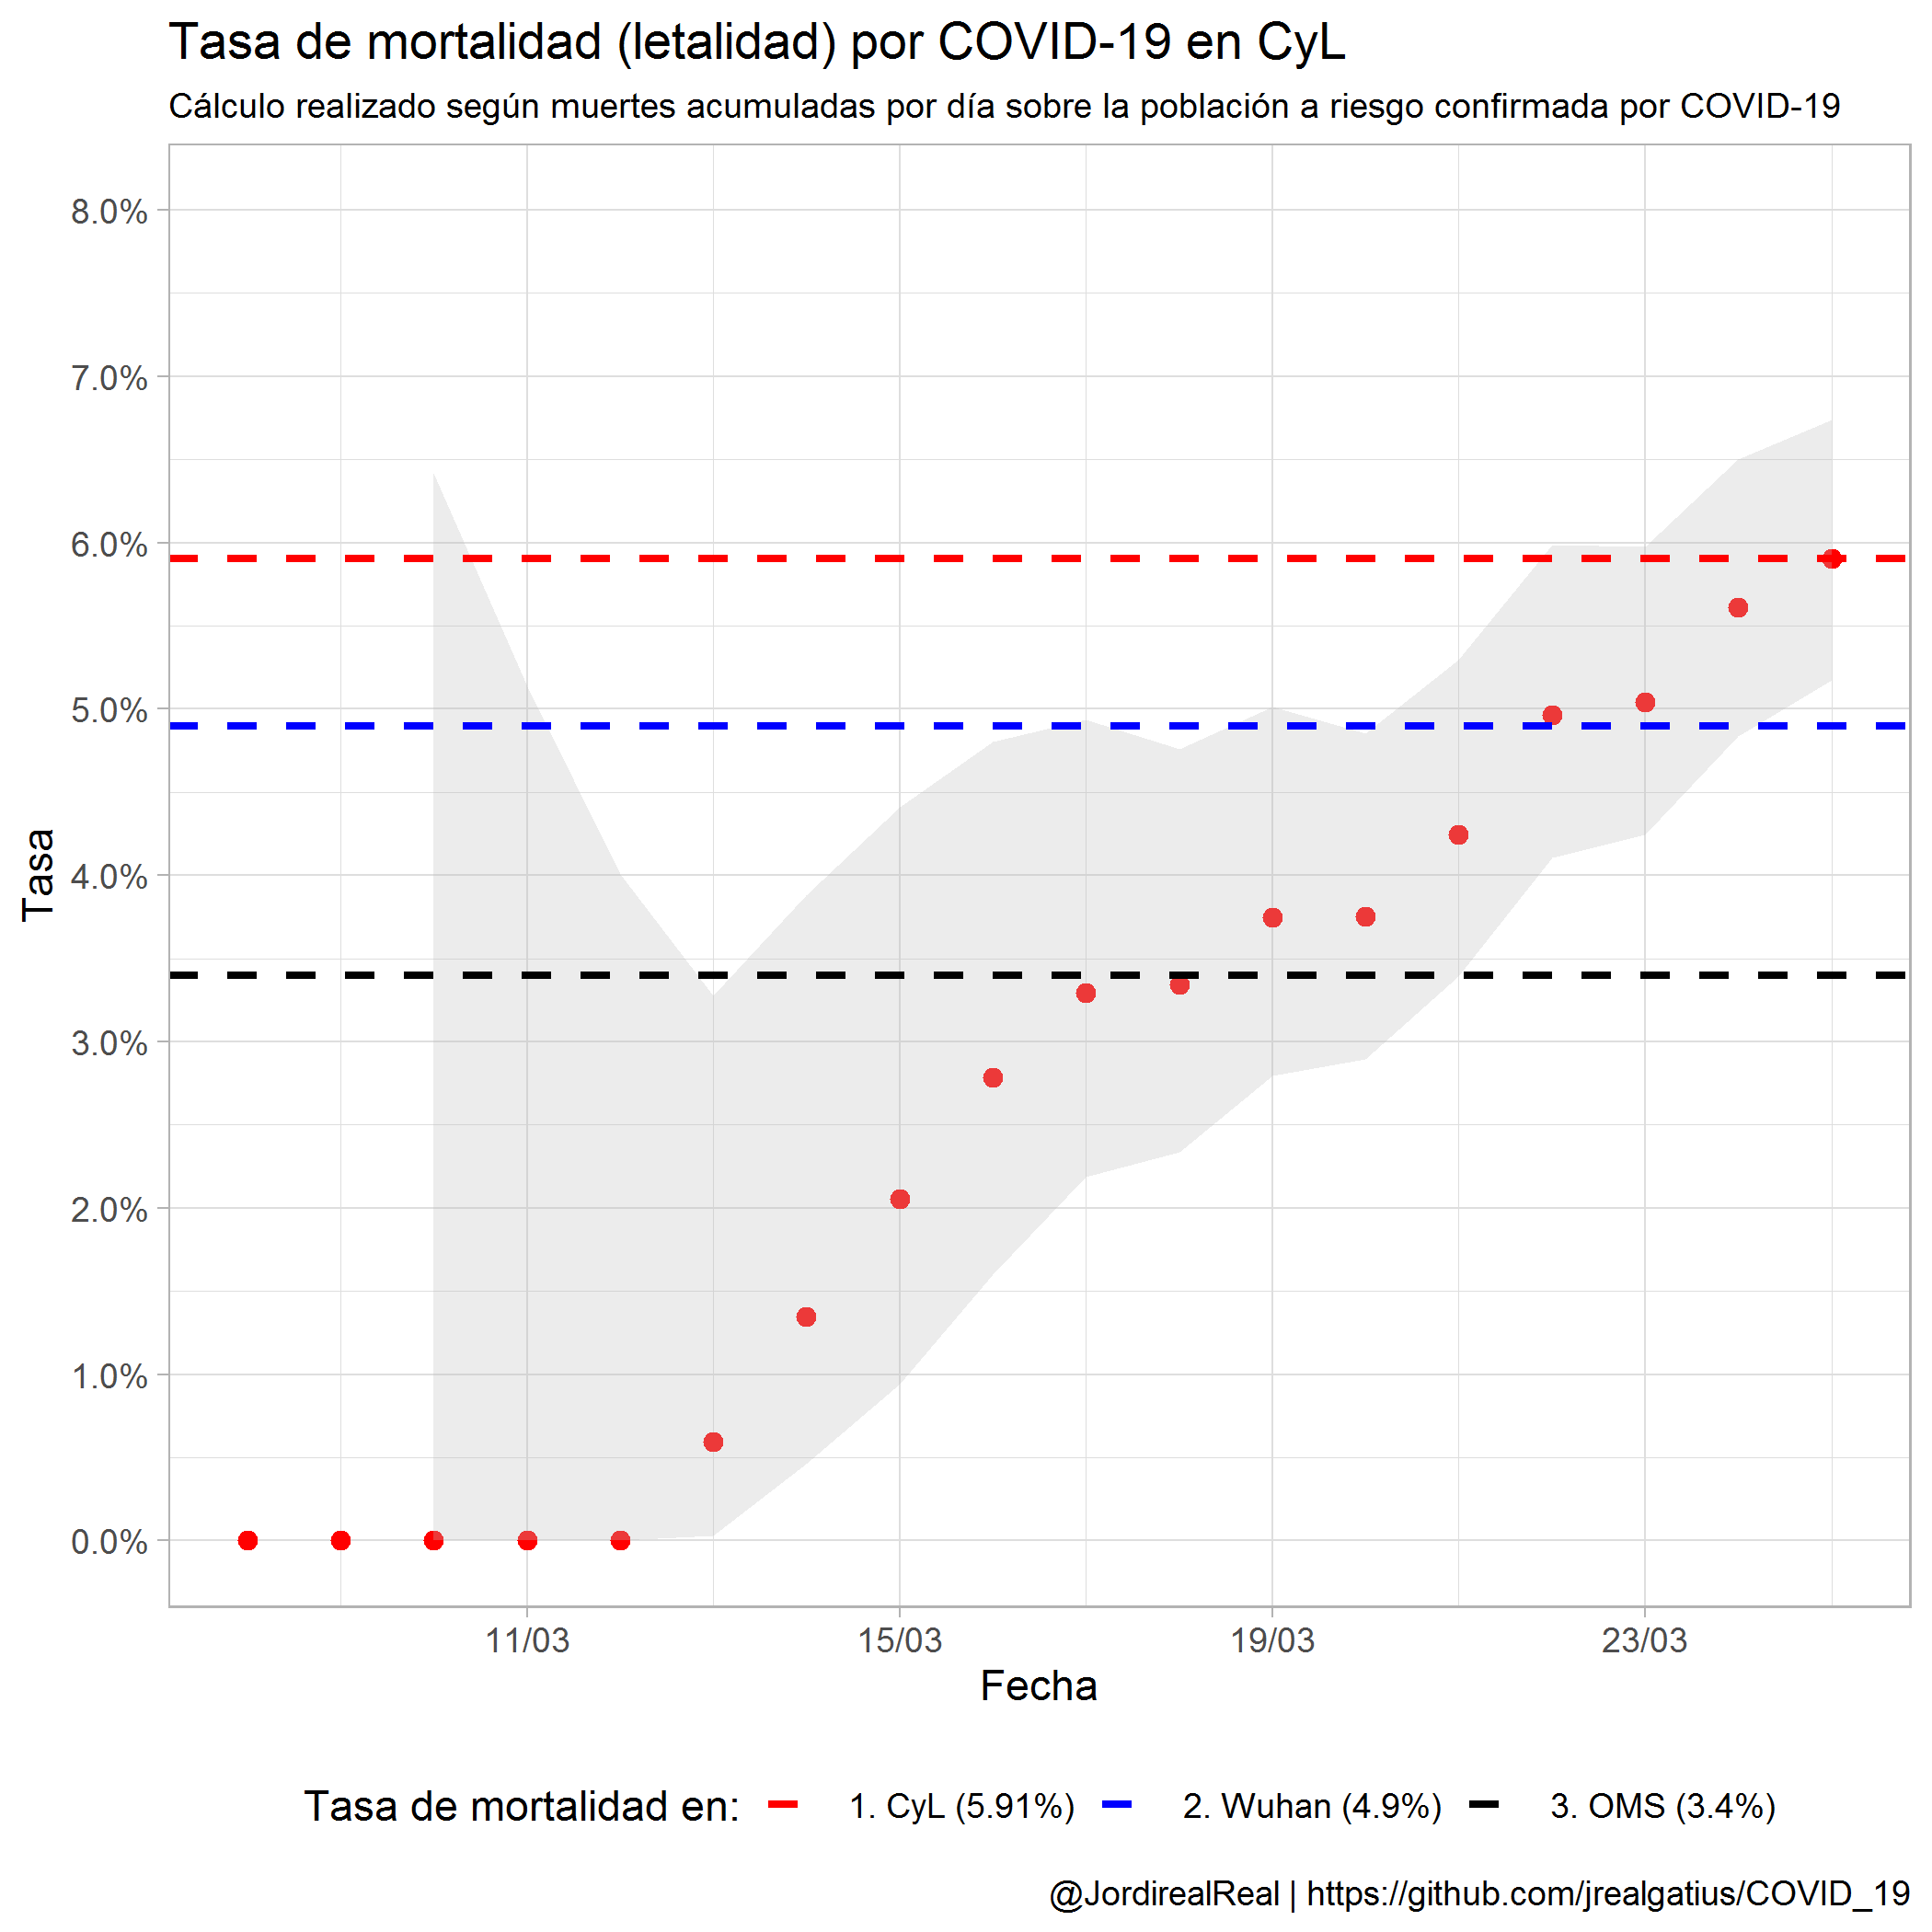 Tasa de mortalidad (letalidad) por COVID-19 en CyL
Cálculo realizado según muertes acumuladas por día sobre la población a riesgo confirmada por COVID-19
8.0%
7.0%
6.0%
5.0%
4.0%
3.0%
2.0%
1.0%
0.0%
Tasa
11/03 15/03 19/03 23/03
Fecha
Tasa de mortalidad en: 1. CyL (5.91%) 2. Wuhan (4.9%) 3. OMS (3.4%)
@JordirealReal | https://github.com/jrealgatius/COVID_19